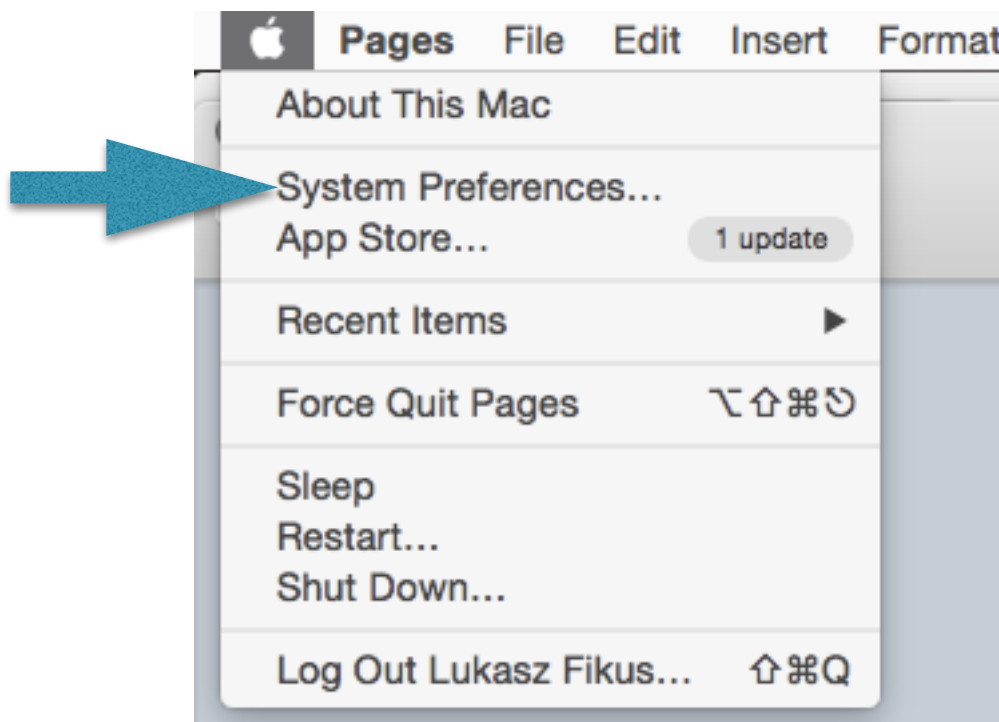 Pages File Edit Insert Format
About This Mac
System Preferences...
App Store... 1 update
Recent Items ▶
Force Quit Pages ⌥⇧⌘⎋
Sleep
Restart...
Shut Down...
Log Out Lukasz Fikus... ⇧⌘Q